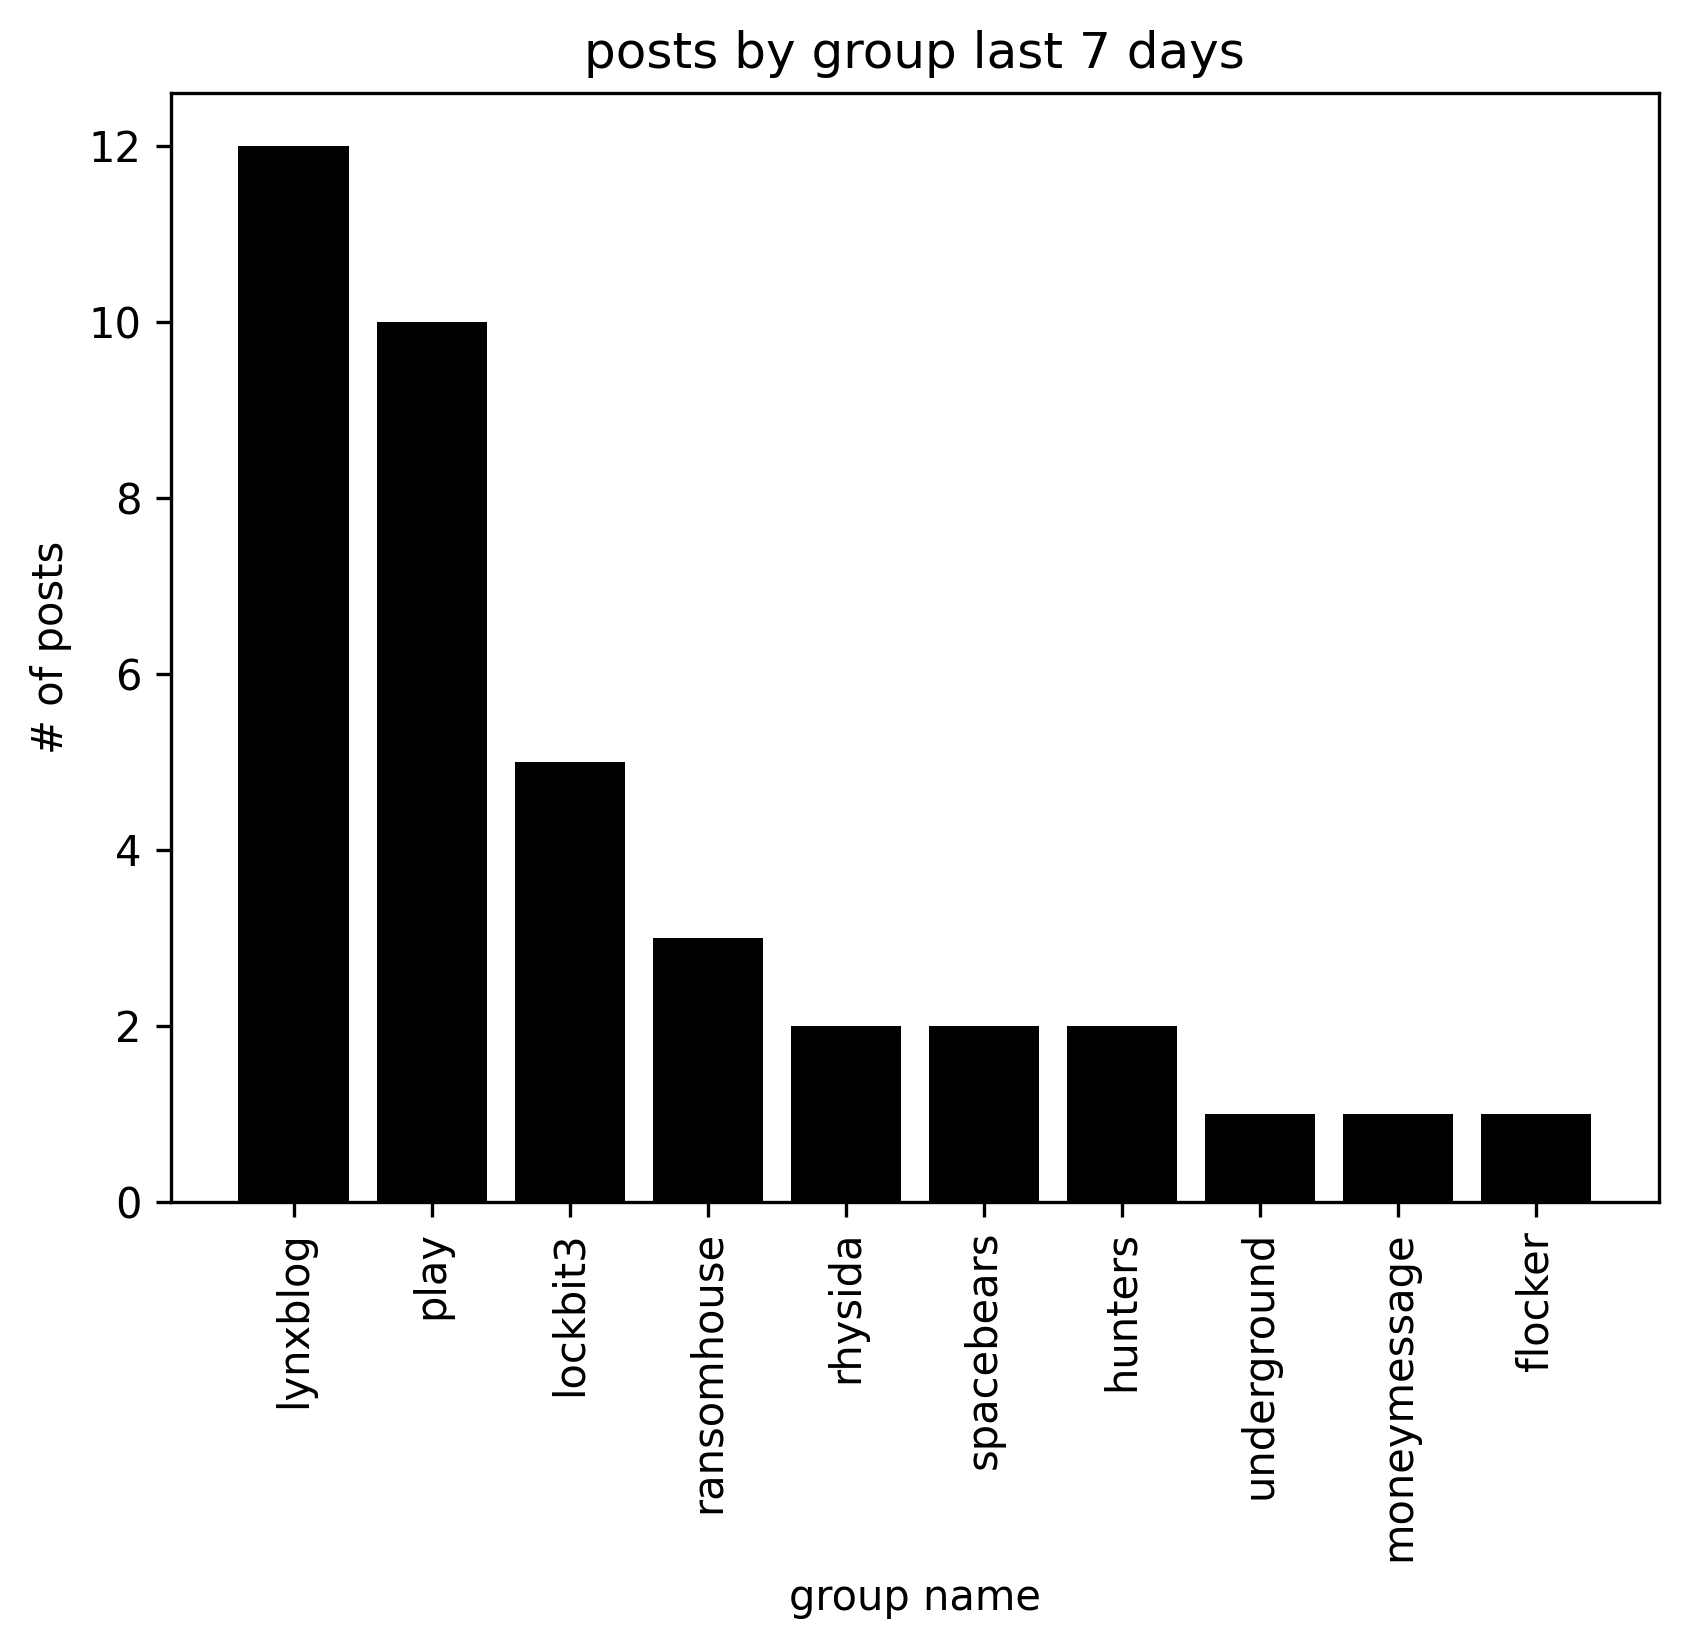 posts by group last 7 days
12
10
8
6
4
2
0
# of posts
lynxblog
play
lockbit3
ransomhouse
rhysida
spacebears
hunters
underground
moneymessage
flocker
group name